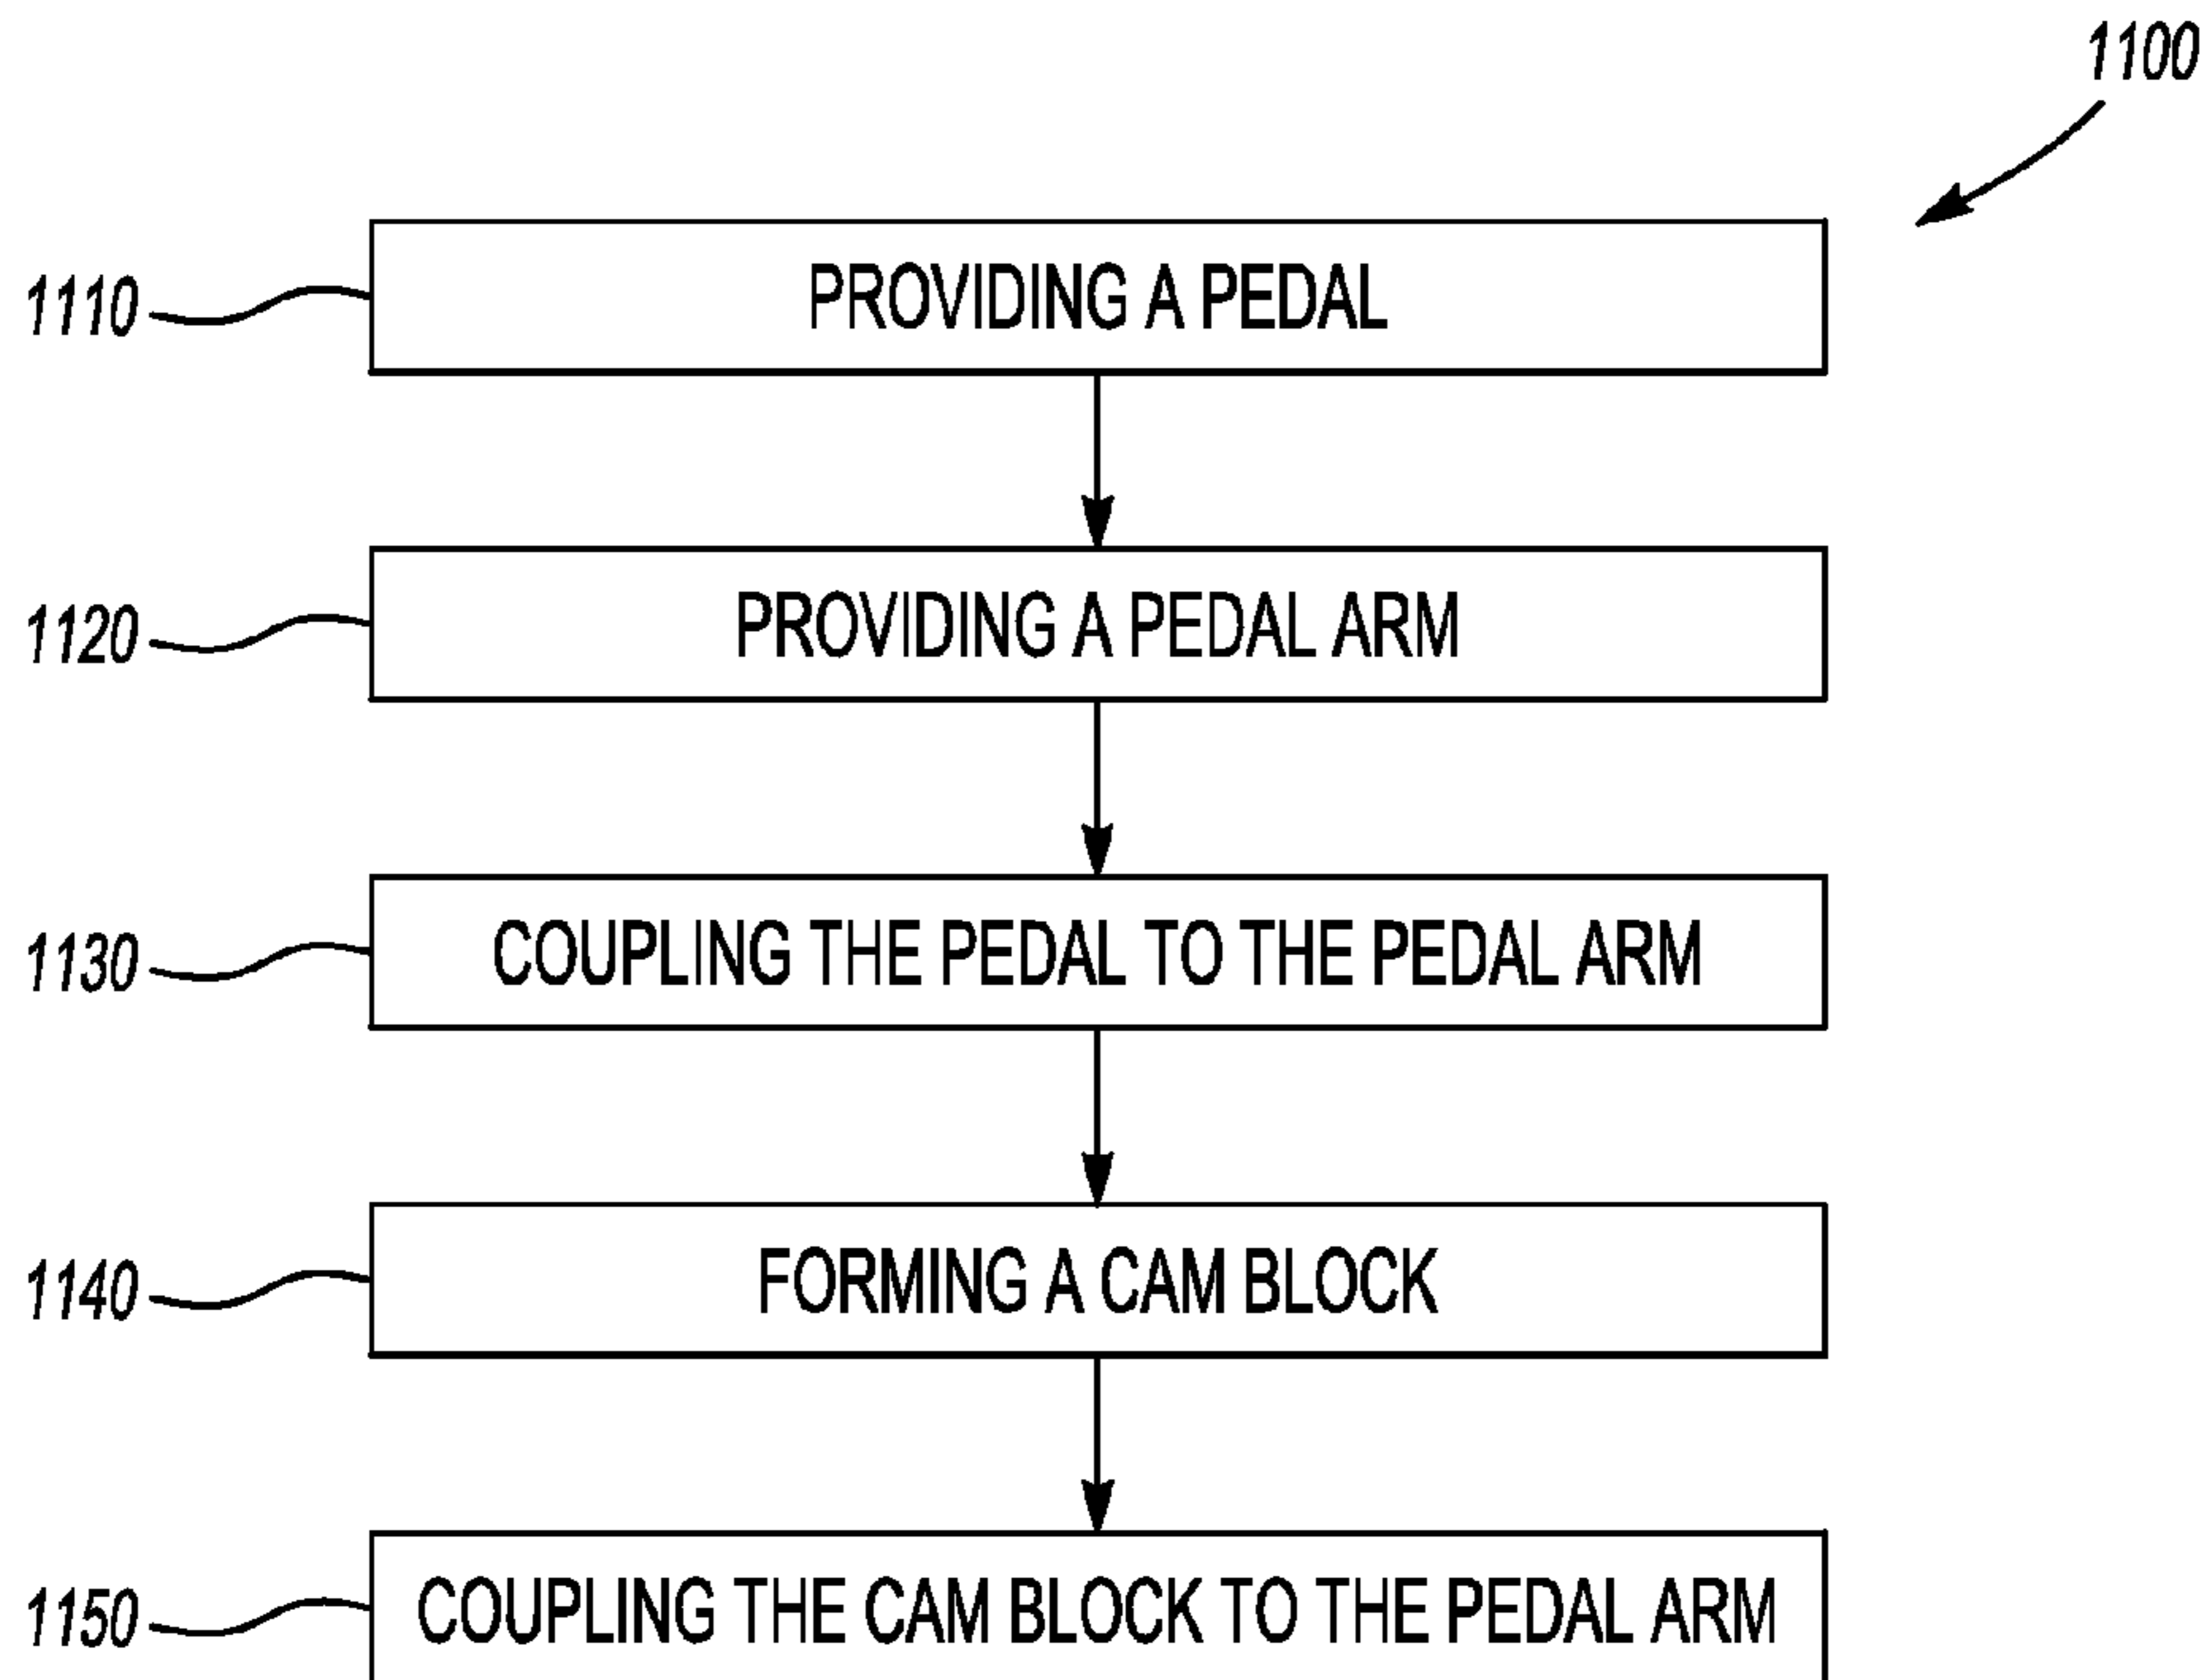 1100
1110 PROVIDING A PEDAL
1120 PROVIDING A PEDAL ARM
1130 COUPLING THE PEDAL TO THE PEDAL ARM
1140 FORMING A CAM BLOCK
1150 COUPLING THE CAM BLOCK TO THE PEDAL ARM